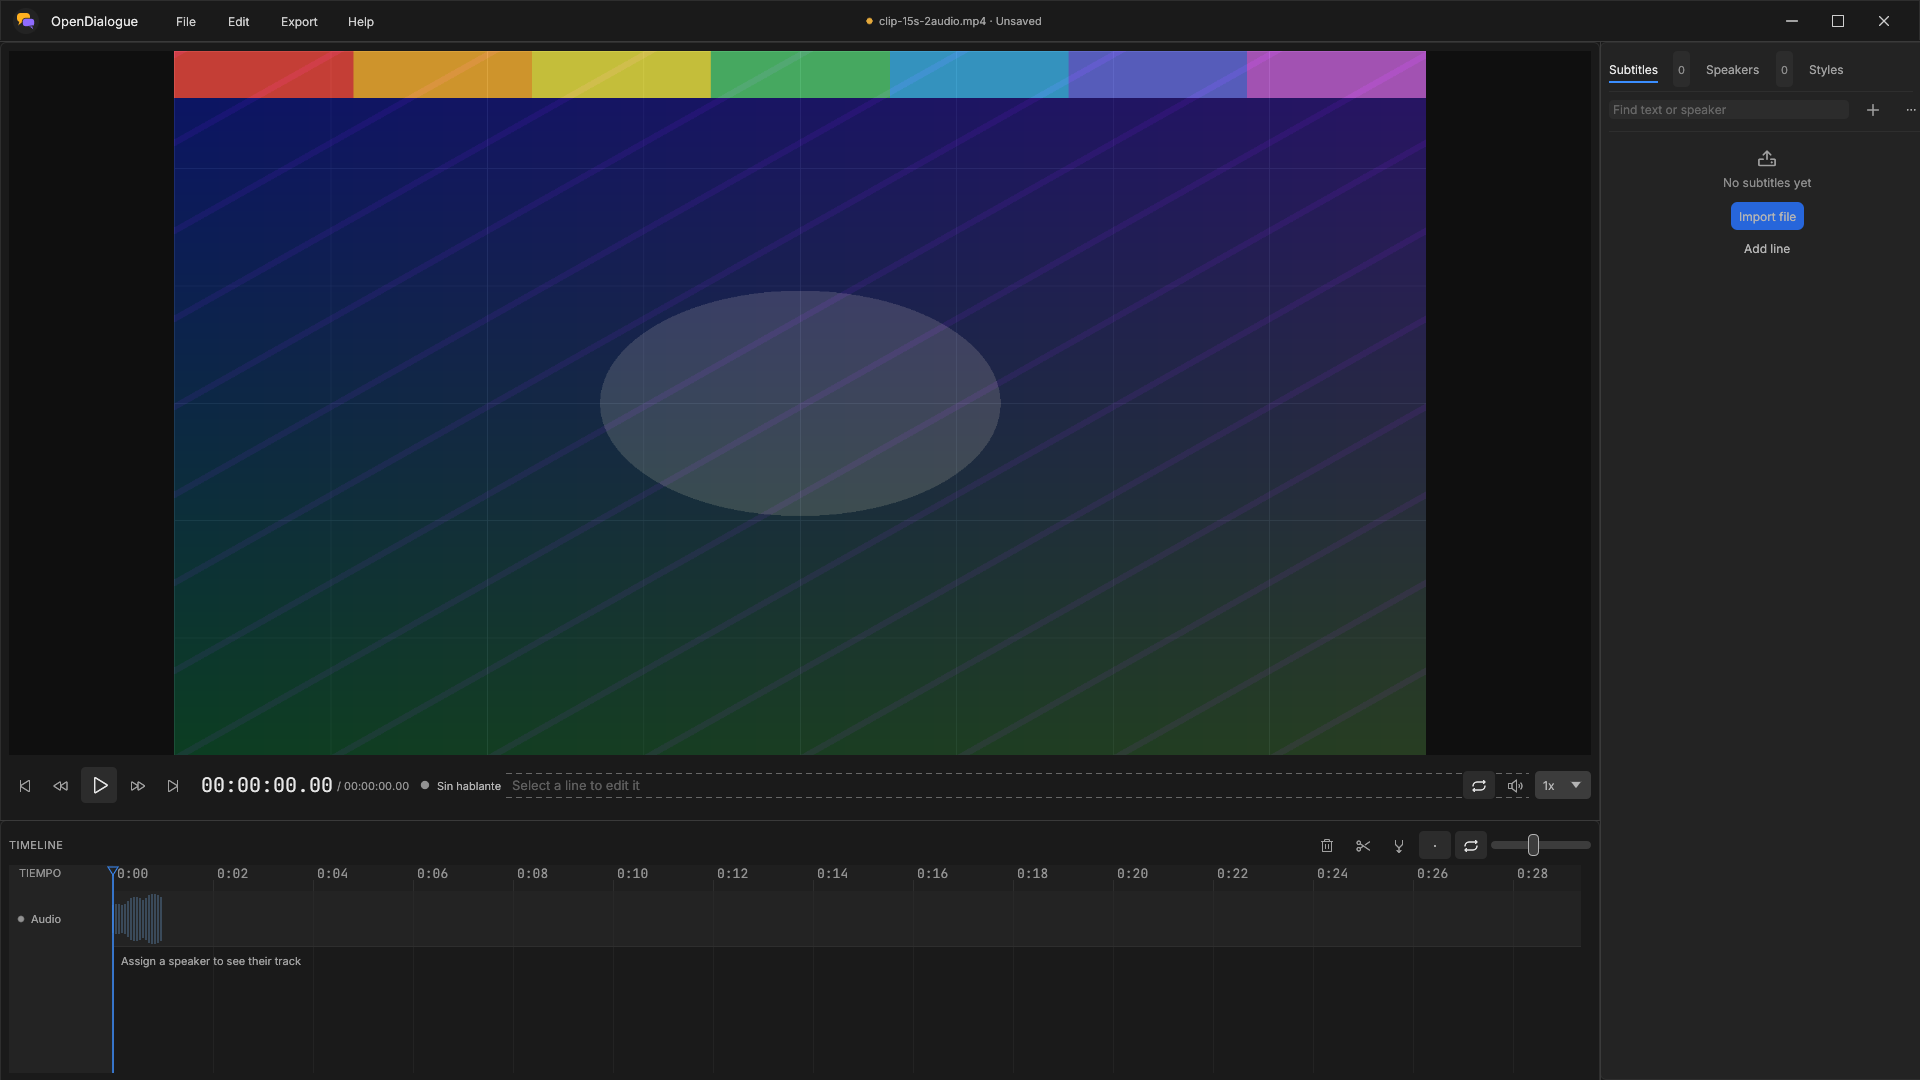 OpenDialogue File Edit Export Help clip-15s-2audio.mp4 · Unsaved
Subtitles 0 Speakers 0 Styles
Find text or speaker
No subtitles yet
Import file
Add line
00:00:00.00 / 00:00:00.00 Sin hablante Select a line to edit it 1x
TIMELINE
TIEMPO 0:00 0:02 0:04 0:06 0:08 0:10 0:12 0:14 0:16 0:18 0:20 0:22 0:24 0:26 0:28
Audio
Assign a speaker to see their track